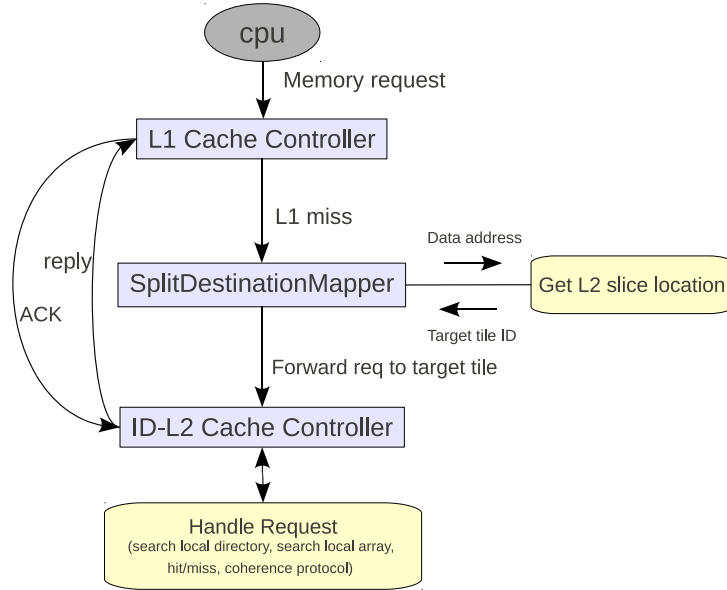 cpu
Memory request
L1 Cache Controller
L1 miss
Data address
reply
SplitDestinationMapper
Get L2 slice location
ACK
Target tile ID
Forward req to target tile
ID-L2 Cache Controller
Handle Request
(search local directory, search local array,
hit/miss, coherence protocol)